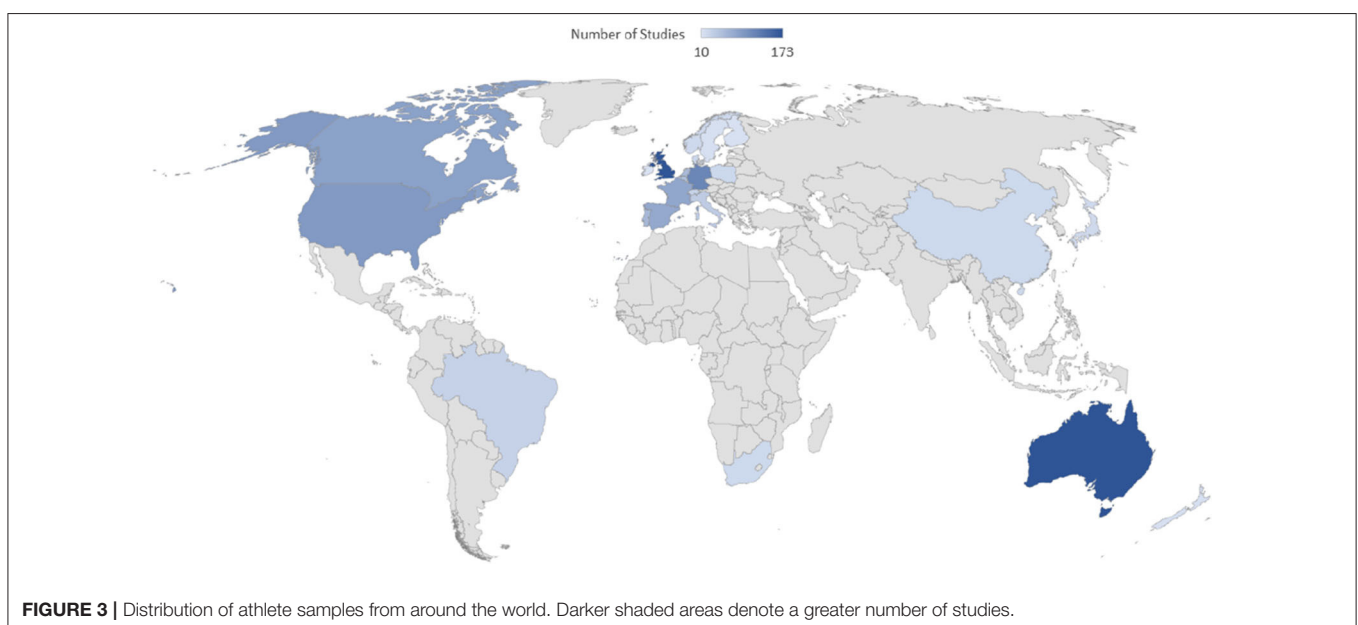 Number of Studies
10 173
FIGURE 3 | Distribution of athlete samples from around the world. Darker shaded areas denote a greater number of studies.